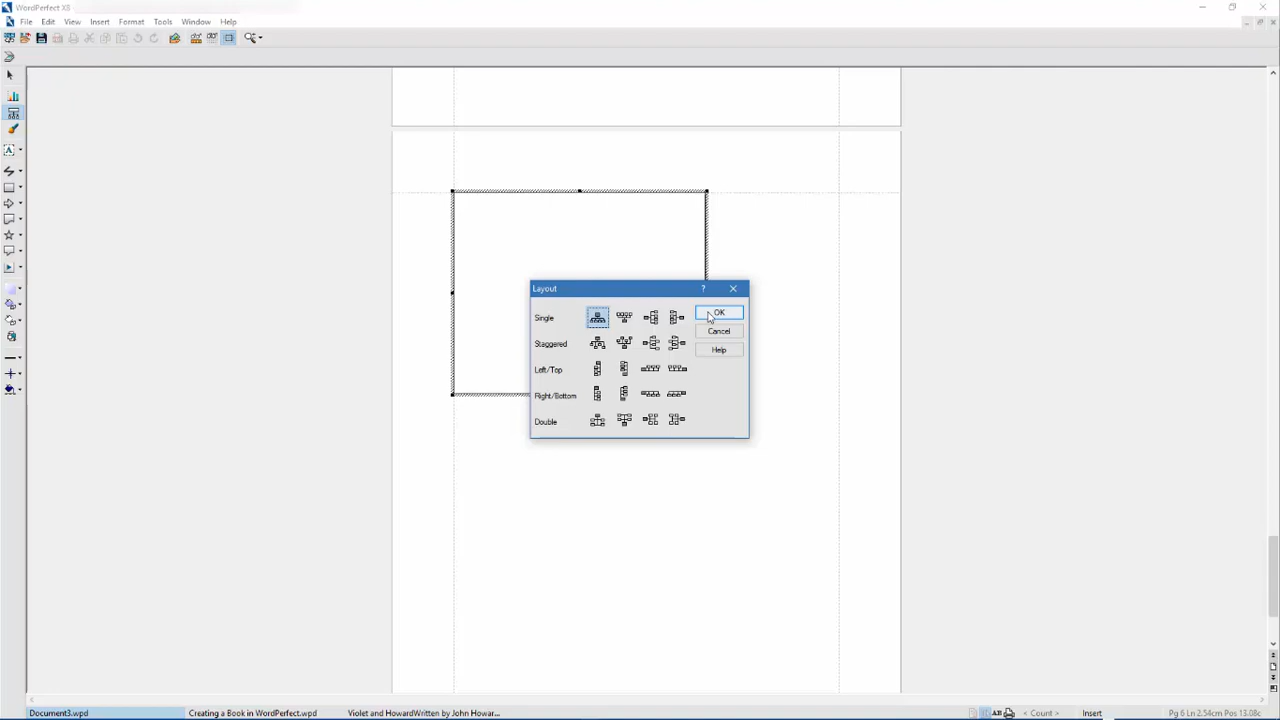 WordPerfect X8
File Edit View Insert Format Tools Window Help
Layout
?
Single
OK
Cancel
Staggered
Help
Left/Top
Right/Bottom
Double
Document3.wpd Creating a Book in WordPerfect.wpd Violet and HowardWritten by John Howar... AB < Count > Insert Pg 6 Ln 2.54cm Pos 13.08c